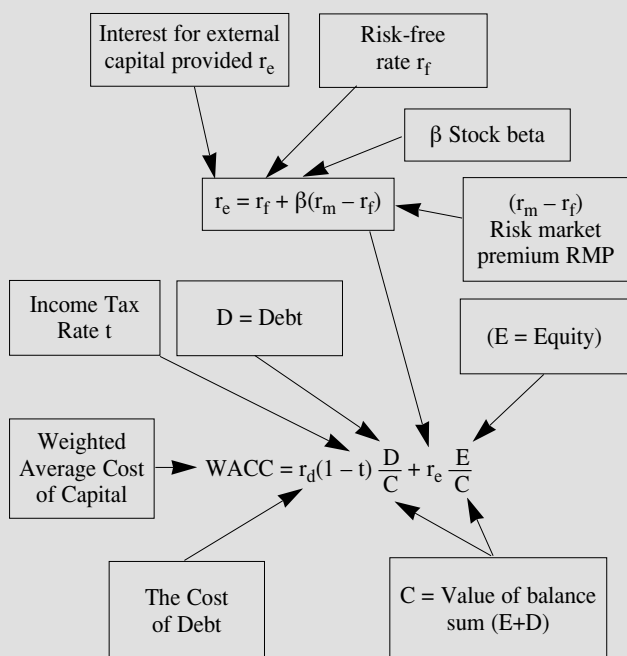 Interest for external
capital provided r_e
Risk-free
rate r_f
β Stock beta
r_e = r_f + β(r_m – r_f)
(r_m – r_f)
Risk market
premium RMP
Income Tax
Rate t
D = Debt
(E = Equity)
Weighted
Average Cost
of Capital
WACC = r_d(1 – t) D/C + r_e E/C
The Cost
of Debt
C = Value of balance
sum (E+D)